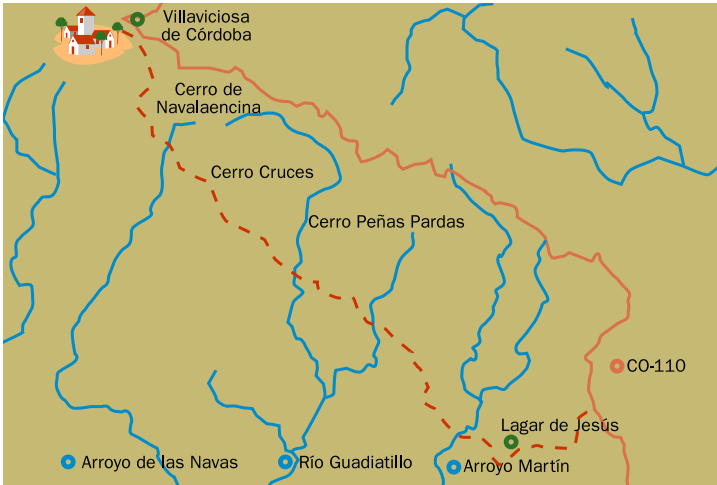 Villaviciosa
de Córdoba
Cerro de
Navalaencina
Cerro Cruces
Cerro Peñas Pardas
CO-110
Lagar de Jesús
Arroyo de las Navas
Río Guadiatillo
Arroyo Martín